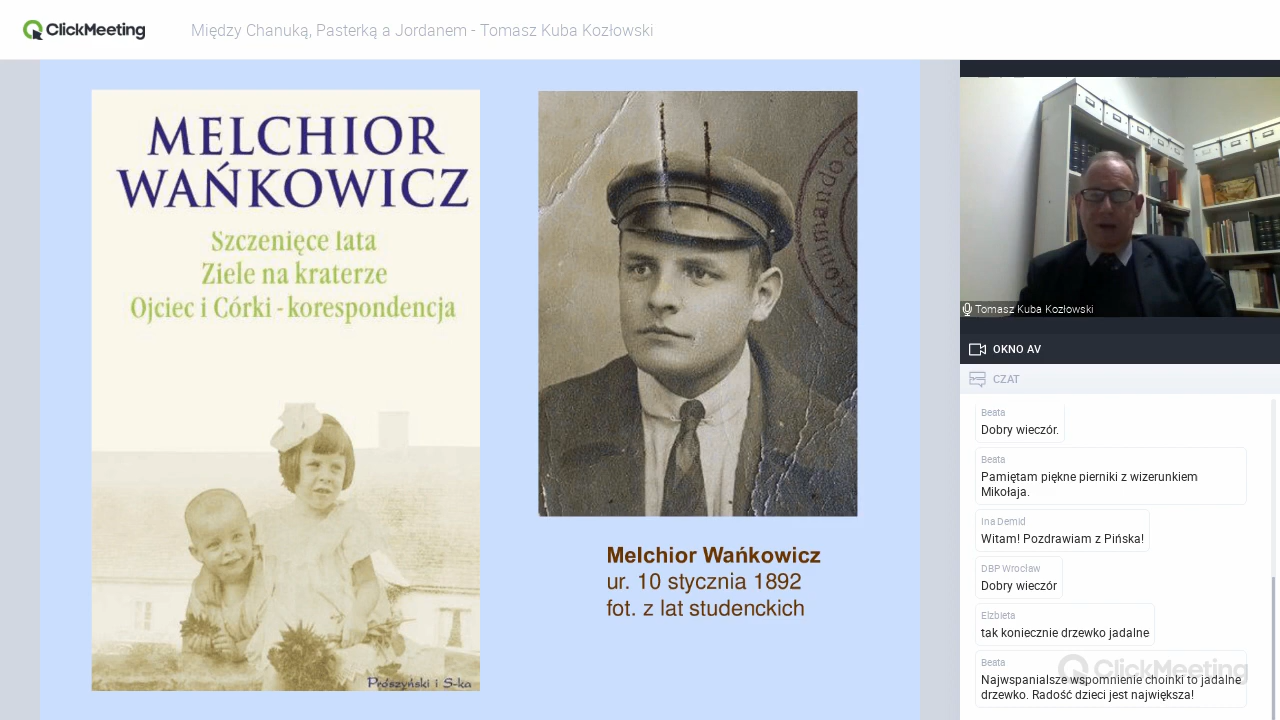 ClickMeeting
Między Chanuką, Pasterką a Jordanem - Tomasz Kuba Kozłowski
MELCHIOR
WAŃKOWICZ
Szczenięce lata
Ziele na kraterze
Ojciec i Córki - korespondencja
Prószyński i S-ka
Kommando d
Melchior Wańkowicz
ur. 10 stycznia 1892
fot. z lat studenckich
Tomasz Kuba Kozłowski
OKNO AV
CZAT
Beata
Dobry wieczór.
Beata
Pamiętam piękne pierniki z wizerunkiem
Mikołaja.
Ina Demid
Witam! Pozdrawiam z Pińska!
DBP Wrocław
Dobry wieczór
Elzbieta
tak koniecznie drzewko jadalne
Beata
Najwspanialsze wspomnienie choinki to jadalne
drzewko. Radość dzieci jest największa!
ClickMeeting